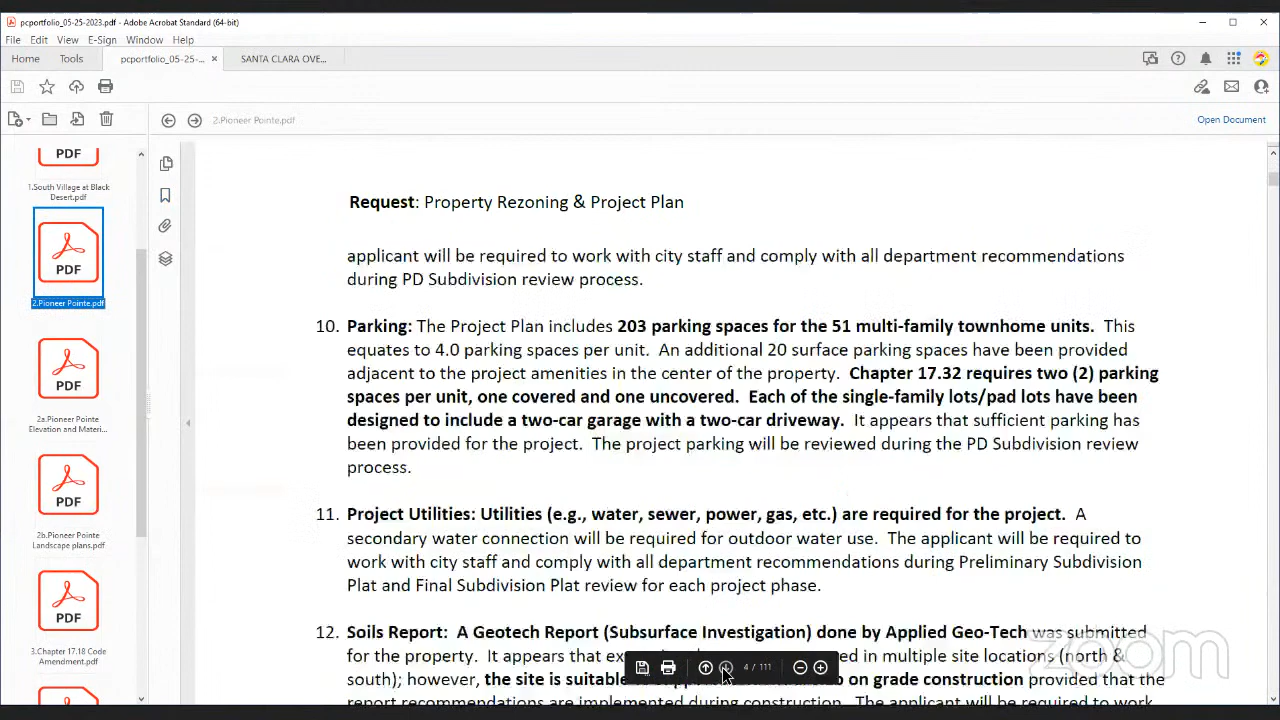 pcportfolio_05-25-2023.pdf - Adobe Acrobat Standard (64-bit)
File Edit View E-Sign Window Help
Home Tools pcportfolio_05-25-... × SANTA CLARA OVE...
2.Pioneer Pointe.pdf Open Document
PDF
1.South Village at Black
Desert.pdf
PDF
2.Pioneer Pointe.pdf
PDF
2a.Pioneer Pointe
Elevation and Materi...
PDF
2b.Pioneer Pointe
Landscape plans.pdf
PDF
3.Chapter 17.18 Code
Amendment.pdf
Request: Property Rezoning & Project Plan
applicant will be required to work with city staff and comply with all department recommendations
during PD Subdivision review process.
10. Parking: The Project Plan includes 203 parking spaces for the 51 multi-family townhome units. This
equates to 4.0 parking spaces per unit. An additional 20 surface parking spaces have been provided
adjacent to the project amenities in the center of the property. Chapter 17.32 requires two (2) parking
spaces per unit, one covered and one uncovered. Each of the single-family lots/pad lots have been
designed to include a two-car garage with a two-car driveway. It appears that sufficient parking has
been provided for the project. The project parking will be reviewed during the PD Subdivision review
process.
11. Project Utilities: Utilities (e.g., water, sewer, power, gas, etc.) are required for the project. A
secondary water connection will be required for outdoor water use. The applicant will be required to
work with city staff and comply with all department recommendations during Preliminary Subdivision
Plat and Final Subdivision Plat review for each project phase.
12. Soils Report: A Geotech Report (Subsurface Investigation) done by Applied Geo-Tech was submitted
for the property. It appears that in multiple site locations (north &
south); however, the site is suitable on grade construction provided that the
report recommendations are implemented during construction. The applicant will be required to work
4 / 111
zoom